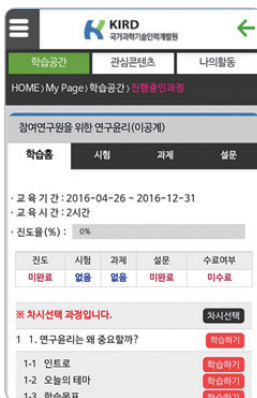 KIRD
국가과학기술인력개발원
학습공간 관심콘텐츠 나의활동
HOME〉My Page〉학습공간〉진행중인과정
참여연구원을 위한 연구윤리(이공계)
학습홈 시험 과제 설문
· 교 육 기 간 : 2016-04-26 ~ 2016-12-31
· 교 육 시 간 : 2시간
· 진도율(%) : 0%
진도 시험 과제 설문 수료여부
미완료 없음 없음 미완료 미수료
※ 차시선택 과정입니다. 차시선택
1 1. 연구윤리는 왜 중요할까? 학습하기
1-1 인트로 학습하기
1-2 오늘의 테마 학습하기
1-3 학습목표 학습하기